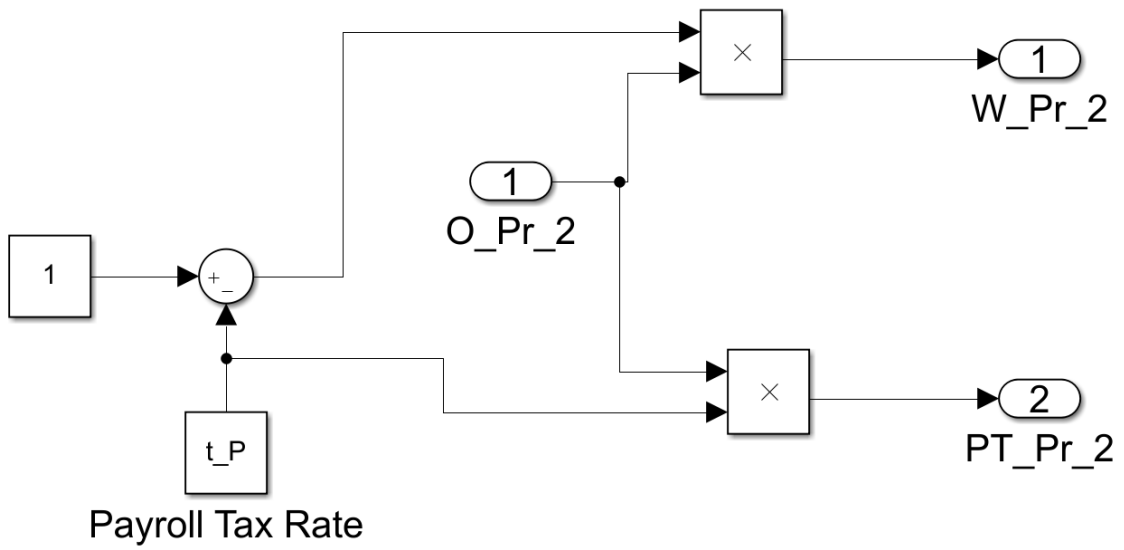 ×
1
W_Pr_2
1
O_Pr_2
1
+
_
×
2
PT_Pr_2
t_P
Payroll Tax Rate